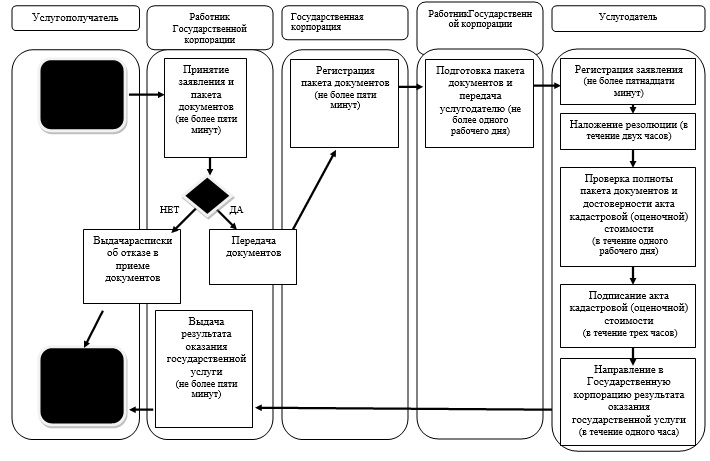 Услугополучатель
Работник
Государственной
корпорации
Государственная
корпорация
РаботникГосударственн
ой корпорации
Услугодатель
Принятие
заявления и
пакета
документов
(не более пяти
минут)
Регистрация
пакета документов
(не более пяти
минут)
Подготовка пакета
документов и
передача
услугодателю (не
более одного
рабочего дня)
Регистрация заявления
(не более пятнадцати
минут)
Наложение резолюции (в
течение двух часов)
Проверка полноты
пакета документов и
достоверности акта
кадастровой (оценочной)
стоимости
(в течение одного
рабочего дня)
НЕТ
ДА
Выдачарасписки
об отказе в
приеме
документов
Передача
документов
Подписание акта
кадастровой (оценочной)
стоимости
(в течение трех часов)
Выдача
результата
оказания
государственной
услуги
(не более пяти
минут)
Направление в
Государственную
корпорацию результата
оказания
государственной услуги
(в течение одного часа)